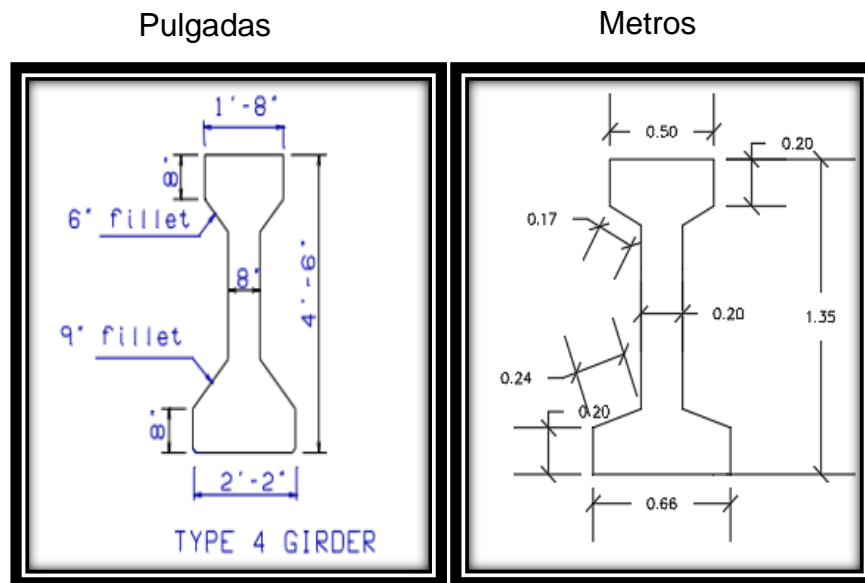 Pulgadas
Metros
1'-8"
8"
6" fillet
8"
4'-6"
9" fillet
8"
2'-2"
TYPE 4 GIRDER
0.50
0.20
0.17
0.20
1.35
0.24
0.20
0.66